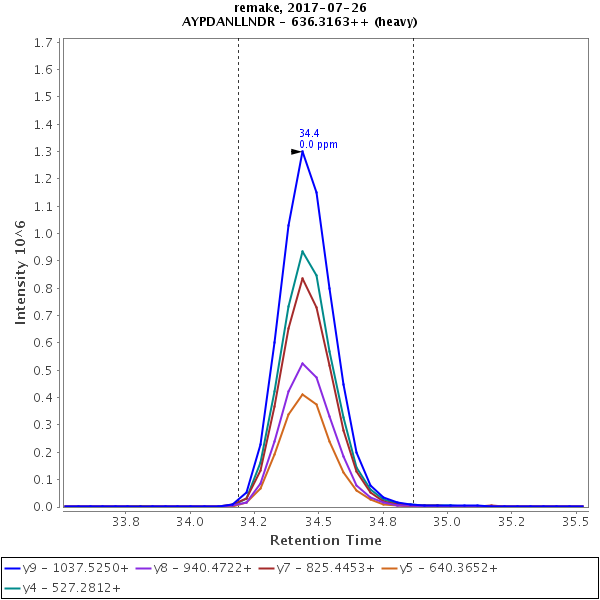 remake, 2017-07-26
AYPDANLLNDR - 636.3163++ (heavy)
1.7
1.6
1.5
1.4
1.3
1.2
1.1
1.0
0.9
0.8
0.7
0.6
0.5
0.4
0.3
0.2
0.1
0.0
Intensity 10^6
34.4
0.0 ppm
33.8 34.0 34.2 34.5 34.8 35.0 35.2 35.5
Retention Time
y9 - 1037.5250+ y8 - 940.4722+ y7 - 825.4453+ y5 - 640.3652+
y4 - 527.2812+